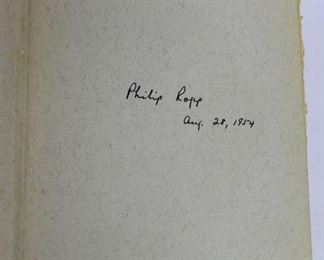 Philip Ropp
Aug. 28, 1954